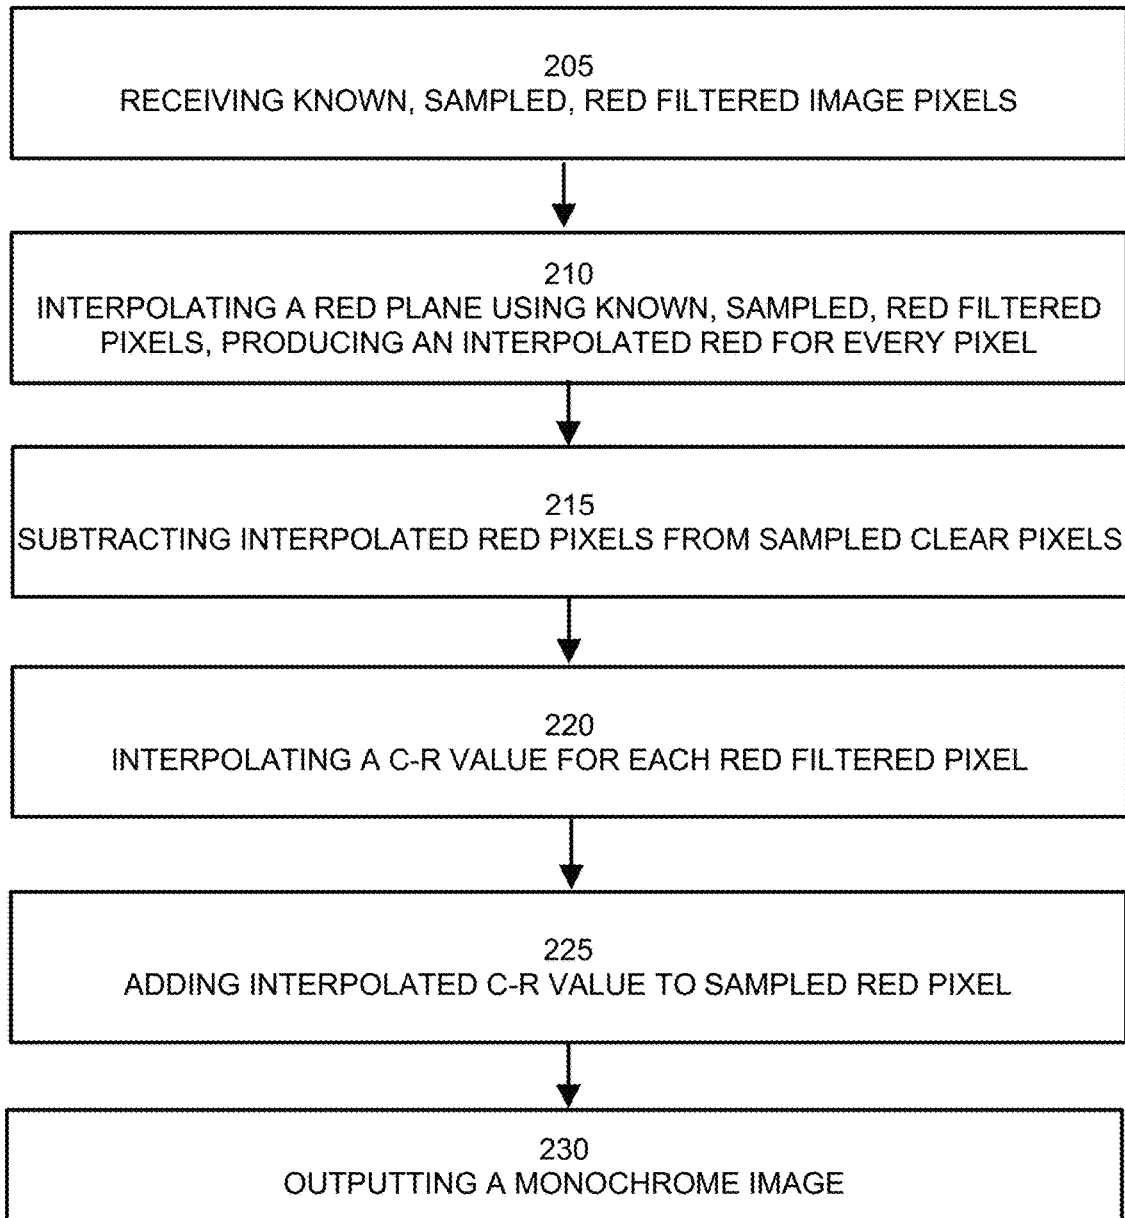 205
RECEIVING KNOWN, SAMPLED, RED FILTERED IMAGE PIXELS
210
INTERPOLATING A RED PLANE USING KNOWN, SAMPLED, RED FILTERED
PIXELS, PRODUCING AN INTERPOLATED RED FOR EVERY PIXEL
215
SUBTRACTING INTERPOLATED RED PIXELS FROM SAMPLED CLEAR PIXELS
220
INTERPOLATING A C-R VALUE FOR EACH RED FILTERED PIXEL
225
ADDING INTERPOLATED C-R VALUE TO SAMPLED RED PIXEL
230
OUTPUTTING A MONOCHROME IMAGE